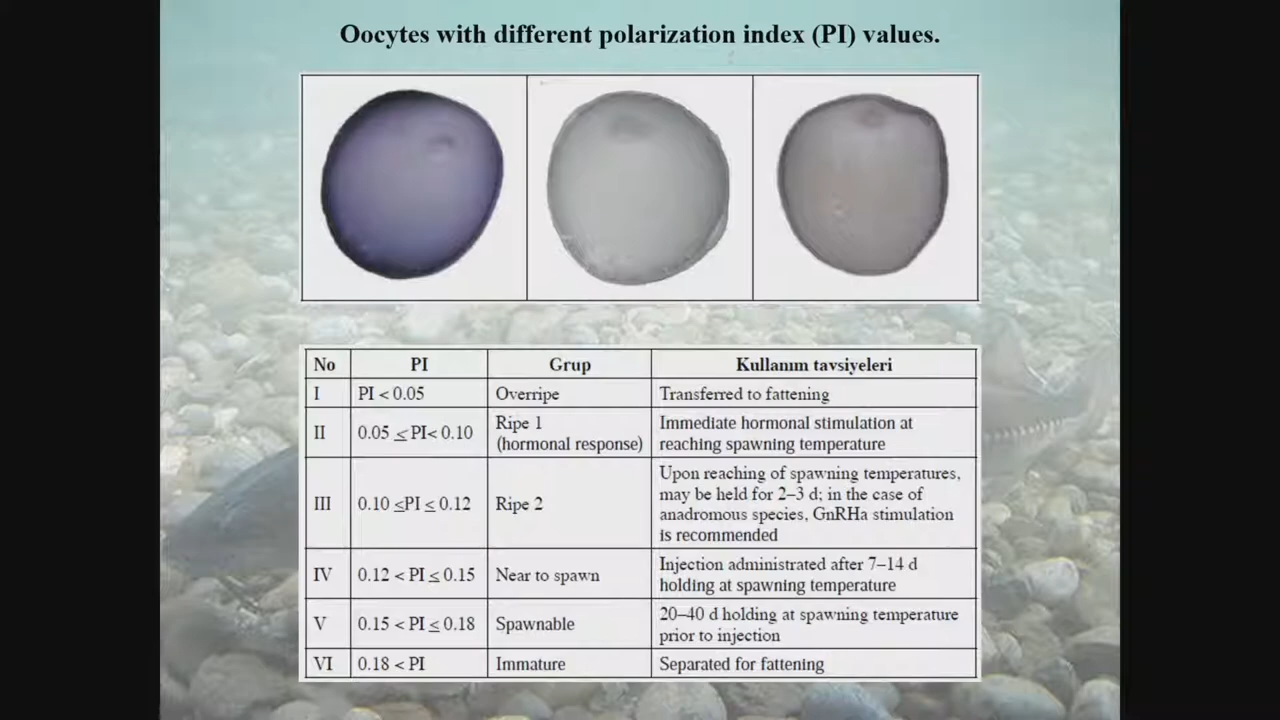 Oocytes with different polarization index (PI) values.
No PI Grup Kullanım tavsiyeleri
I PI < 0.05 Overripe Transferred to fattening
II 0.05 ≤ PI< 0.10 Ripe 1 (hormonal response) Immediate hormonal stimulation at reaching spawning temperature
III 0.10 ≤PI ≤ 0.12 Ripe 2 Upon reaching of spawning temperatures, may be held for 2–3 d; in the case of anadromous species, GnRHa stimulation is recommended
IV 0.12 < PI ≤ 0.15 Near to spawn Injection administrated after 7–14 d holding at spawning temperature
V 0.15 < PI ≤ 0.18 Spawnable 20–40 d holding at spawning temperature prior to injection
VI 0.18 < PI Immature Separated for fattening